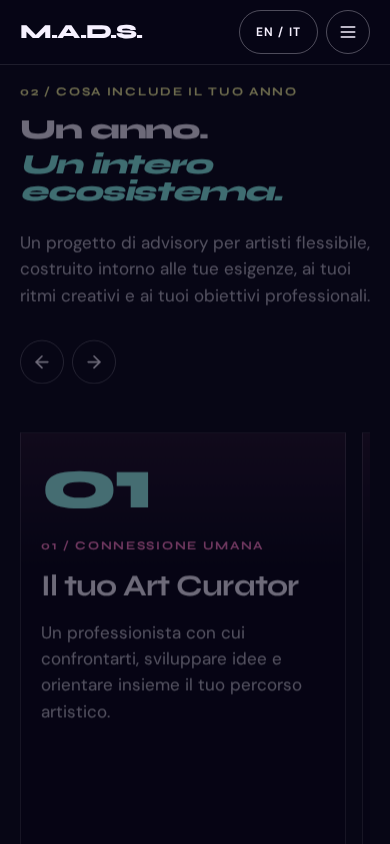 M.A.D.S.
EN / IT
02 / COSA INCLUDE IL TUO ANNO
Un anno.
Un intero
ecosistema.
Un progetto di advisory per artisti flessibile,
costruito intorno alle tue esigenze, ai tuoi
ritmi creativi e ai tuoi obiettivi professionali.
01
01 / CONNESSIONE UMANA
Il tuo Art Curator
Un professionista con cui
confrontarti, sviluppare idee e
orientare insieme il tuo percorso
artistico.